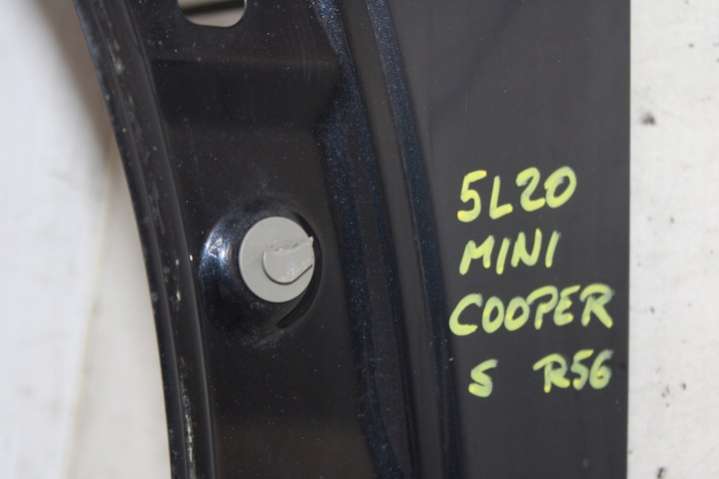 5L20
MINI
COOPER
S R56